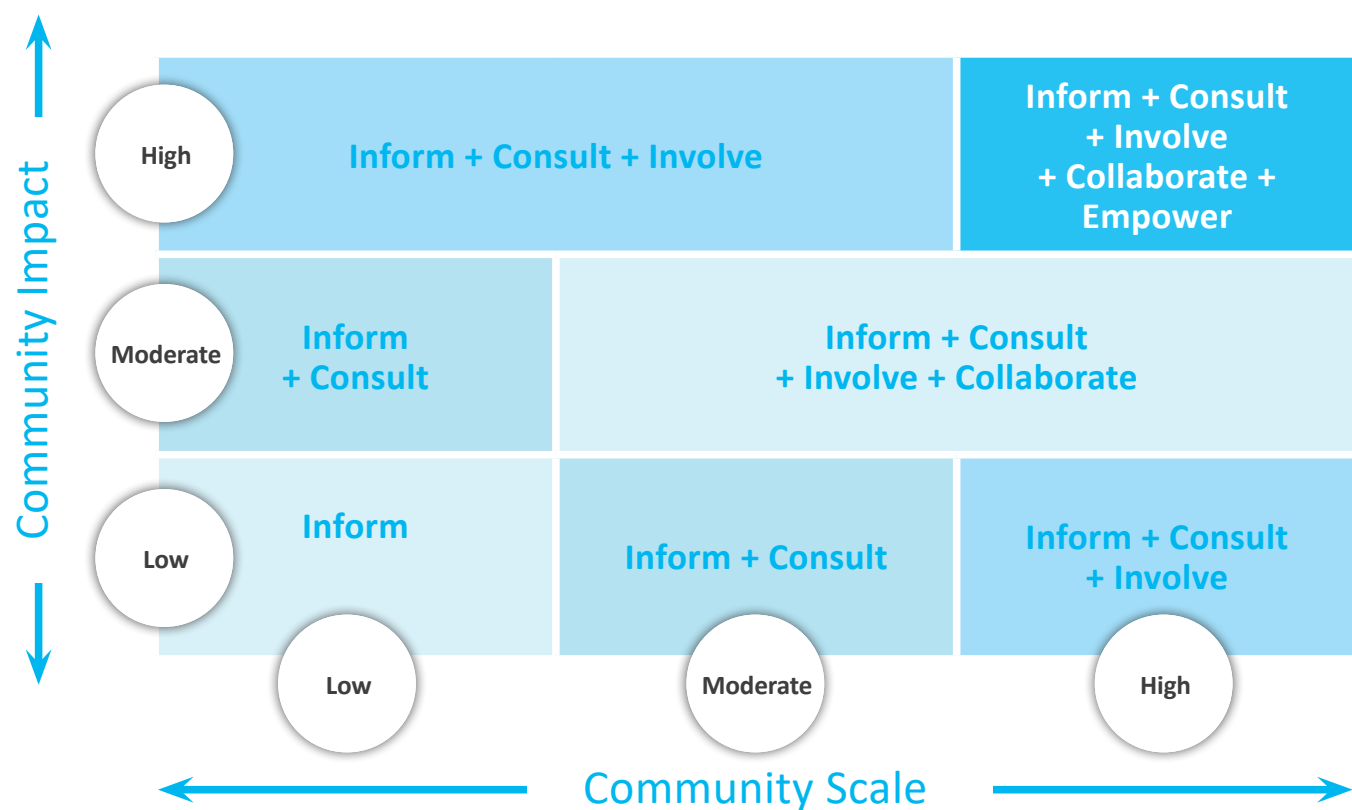 Community Impact
High
Inform + Consult + Involve
Inform + Consult
+ Involve
+ Collaborate +
Empower
Moderate
Inform
+ Consult
Inform + Consult
+ Involve + Collaborate
Low
Inform
Inform + Consult
Inform + Consult
+ Involve
Low
Moderate
High
Community Scale